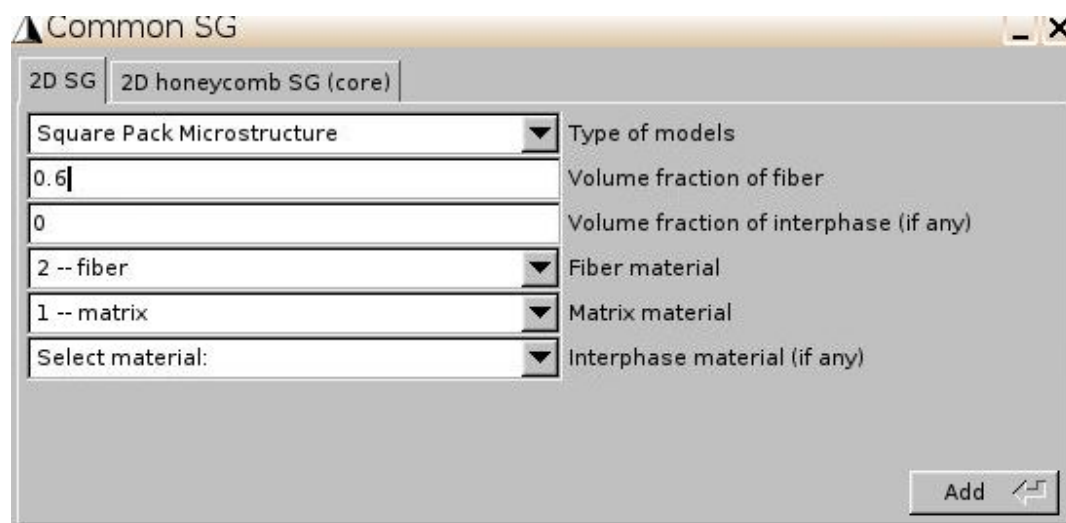 Common SG
2D SG 2D honeycomb SG (core)
Square Pack Microstructure Type of models
0.6 Volume fraction of fiber
0 Volume fraction of interphase (if any)
2 -- fiber Fiber material
1 -- matrix Matrix material
Select material: Interphase material (if any)
Add